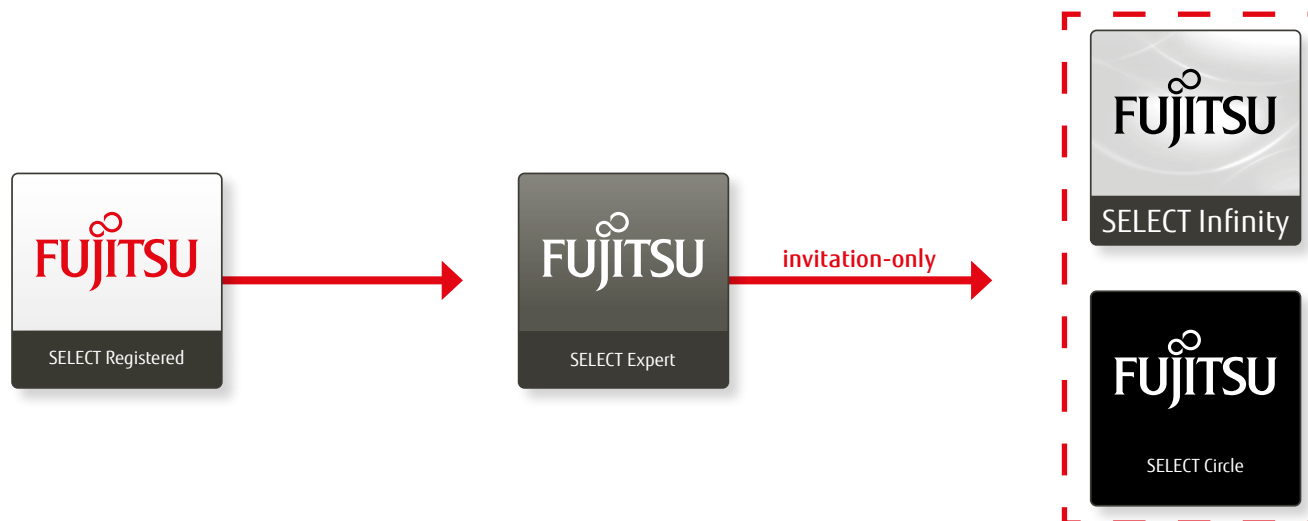 FUJITSU
SELECT Registered
FUJITSU
SELECT Expert
invitation-only
FUJITSU
SELECT Infinity
FUJITSU
SELECT Circle